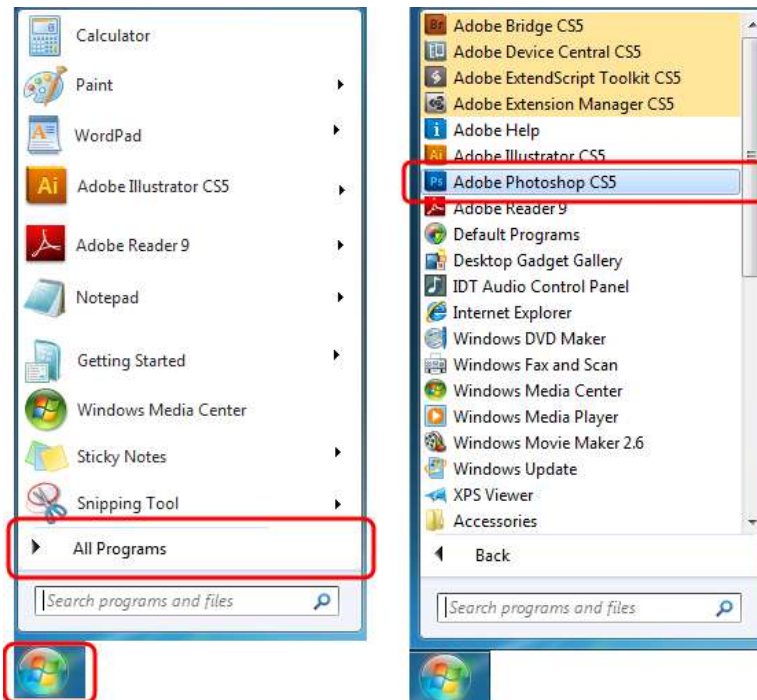 Calculator
Paint
WordPad
Ai Adobe Illustrator CS5
Adobe Reader 9
Notepad
Getting Started
Windows Media Center
Sticky Notes
Snipping Tool
All Programs
Search programs and files
Br Adobe Bridge CS5
Adobe Device Central CS5
Adobe ExtendScript Toolkit CS5
Adobe Extension Manager CS5
Adobe Help
Ai Adobe Illustrator CS5
Ps Adobe Photoshop CS5
Adobe Reader 9
Default Programs
Desktop Gadget Gallery
IDT Audio Control Panel
Internet Explorer
Windows DVD Maker
Windows Fax and Scan
Windows Media Center
Windows Media Player
Windows Movie Maker 2.6
Windows Update
XPS Viewer
Accessories
Back
Search programs and files